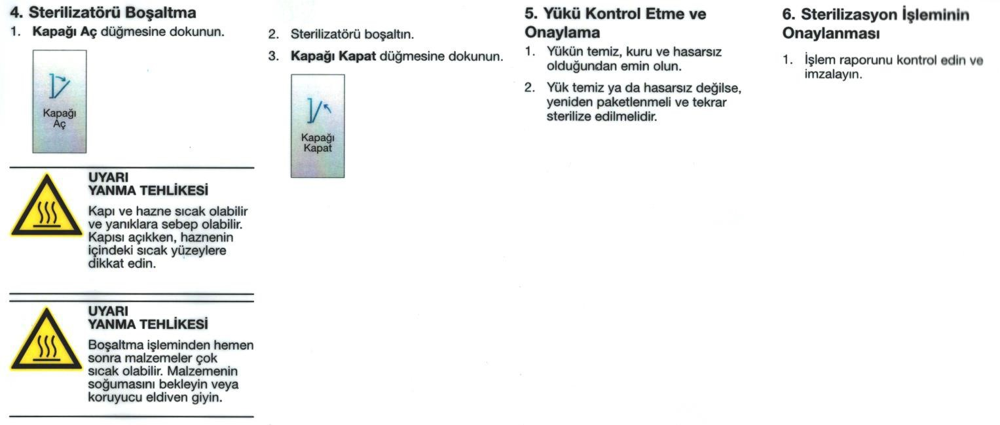 4. Sterilizatörü Boşaltma
1. Kapağı Aç düğmesine dokunun.
Kapağı
Aç
UYARI
YANMA TEHLİKESİ
Kapı ve hazne sıcak olabilir
ve yanıklara sebep olabilir.
Kapısı açıkken, haznenin
içindeki sıcak yüzeylere
dikkat edin.
UYARI
YANMA TEHLİKESİ
Boşaltma işleminden hemen
sonra malzemeler çok
sıcak olabilir. Malzemenin
soğumasını bekleyin veya
koruyucu eldiven giyin.
2. Sterilizatörü boşaltın.
3. Kapağı Kapat düğmesine dokunun.
Kapağı
Kapat
5. Yükü Kontrol Etme ve
Onaylama
1. Yükün temiz, kuru ve hasarsız
olduğundan emin olun.
2. Yük temiz ya da hasarsız değilse,
yeniden paketlenmeli ve tekrar
sterilize edilmelidir.
6. Sterilizasyon İşleminin
Onaylanması
1. İşlem raporunu kontrol edin ve
imzalayın.